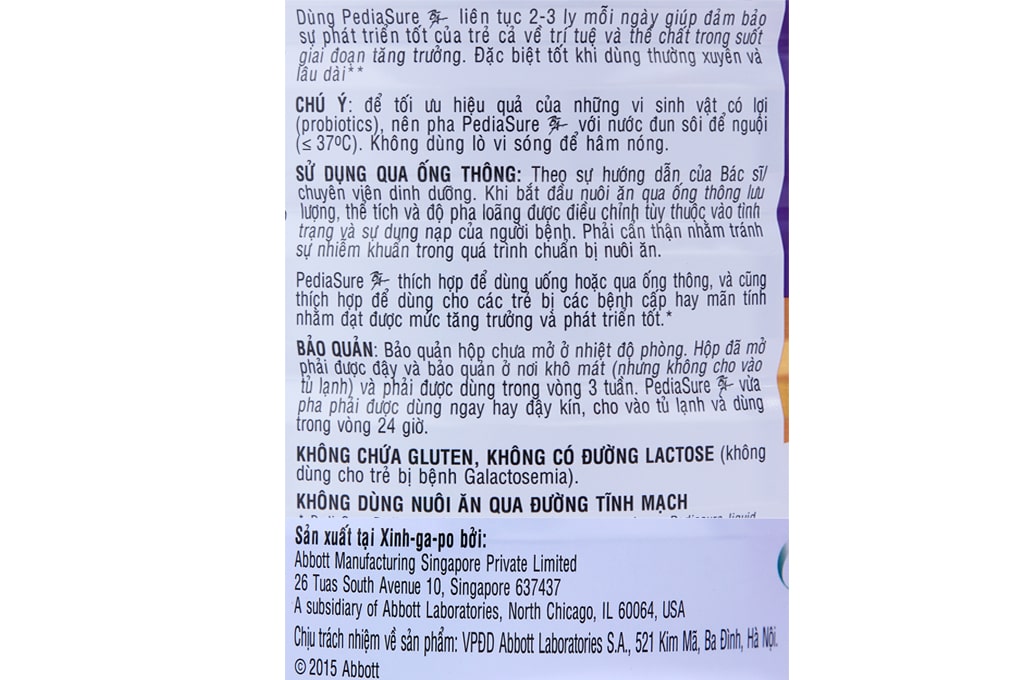 Dùng PediaSure BA liên tục 2-3 ly mỗi ngày giúp đảm bảo
sự phát triển tốt của trẻ cả về trí tuệ và thể chất trong suốt
giai đoạn tăng trưởng. Đặc biệt tốt khi dùng thường xuyên và
lâu dài**
CHÚ Ý: để tối ưu hiệu quả của những vi sinh vật có lợi
(probiotics), nên pha PediaSure BA với nước đun sôi để nguội
(≤ 37ºC). Không dùng lò vi sóng để hâm nóng.
SỬ DỤNG QUA ỐNG THÔNG: Theo sự hướng dẫn của Bác sĩ/
chuyên viên dinh dưỡng. Khi bắt đầu nuôi ăn qua ống thông lưu
lượng, thể tích và độ pha loãng được điều chỉnh tùy thuộc vào tình
trạng và sự dung nạp của người bệnh. Phải cẩn thận nhằm tránh
sự nhiễm khuẩn trong quá trình chuẩn bị nuôi ăn.
PediaSure BA thích hợp để dùng uống hoặc qua ống thông, và cũng
thích hợp để dùng cho các trẻ bị các bệnh cấp hay mãn tính
nhằm đạt được mức tăng trưởng và phát triển tốt.*
BẢO QUẢN: Bảo quản hộp chưa mở ở nhiệt độ phòng. Hộp đã mở
phải được đậy và bảo quản ở nơi khô mát (nhưng không cho vào
tủ lạnh) và phải được dùng trong vòng 3 tuần. PediaSure BA vừa
pha phải được dùng ngay hay đậy kín, cho vào tủ lạnh và dùng
trong vòng 24 giờ.
KHÔNG CHỨA GLUTEN, KHÔNG CÓ ĐƯỜNG LACTOSE (không
dùng cho trẻ bị bệnh Galactosemia).
KHÔNG DÙNG NUÔI ĂN QUA ĐƯỜNG TĨNH MẠCH
Sản xuất tại Xinh-ga-po bởi:
Abbott Manufacturing Singapore Private Limited
26 Tuas South Avenue 10, Singapore 637437
A subsidiary of Abbott Laboratories, North Chicago, IL 60064, USA
Chịu trách nhiệm về sản phẩm: VPĐD Abbott Laboratories S.A., 521 Kim Mã, Ba Đình, Hà Nội.
© 2015 Abbott